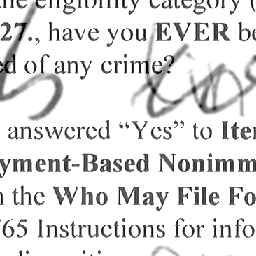 the eligibility category (
27., have you EVER be
ed of any crime?
answered “Yes” to Ite
yment-Based Nonimm
n the Who May File Fo
765 Instructions for info